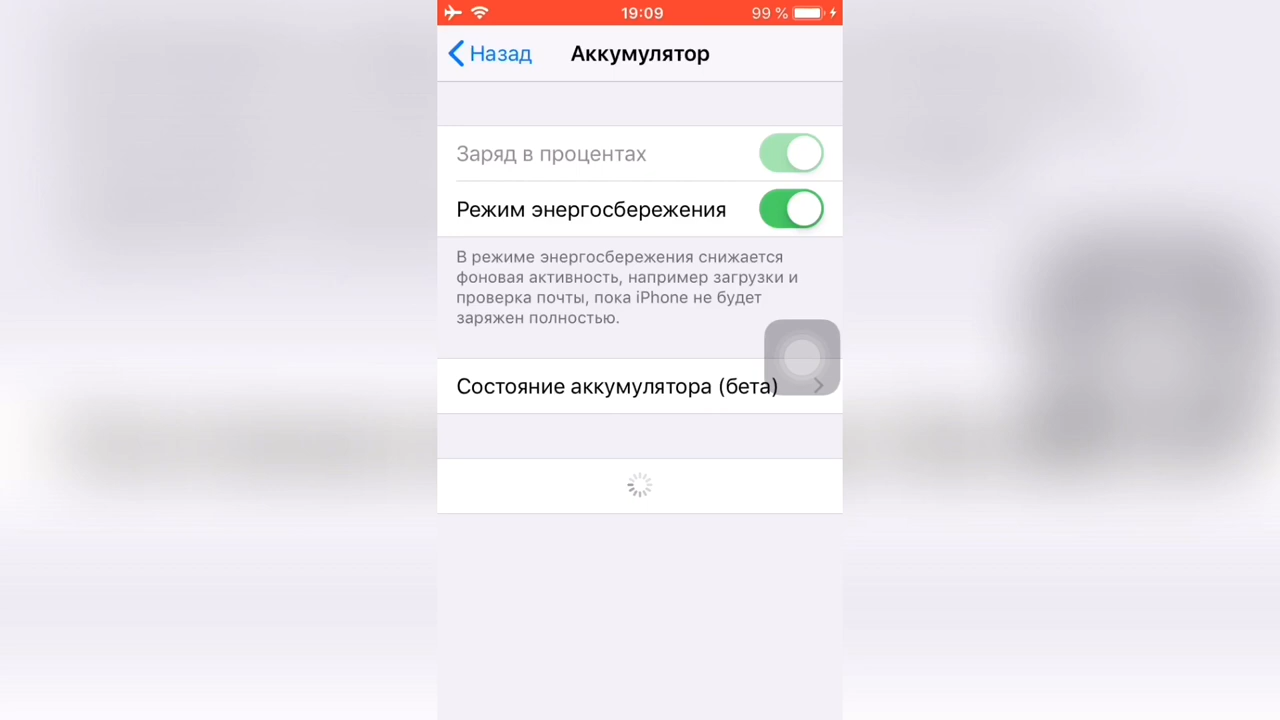 19:09 99 %
Назад Аккумулятор
Заряд в процентах
Режим энергосбережения
В режиме энергосбережения снижается
фоновая активность, например загрузки и
проверка почты, пока iPhone не будет
заряжен полностью.
Состояние аккумулятора (бета)